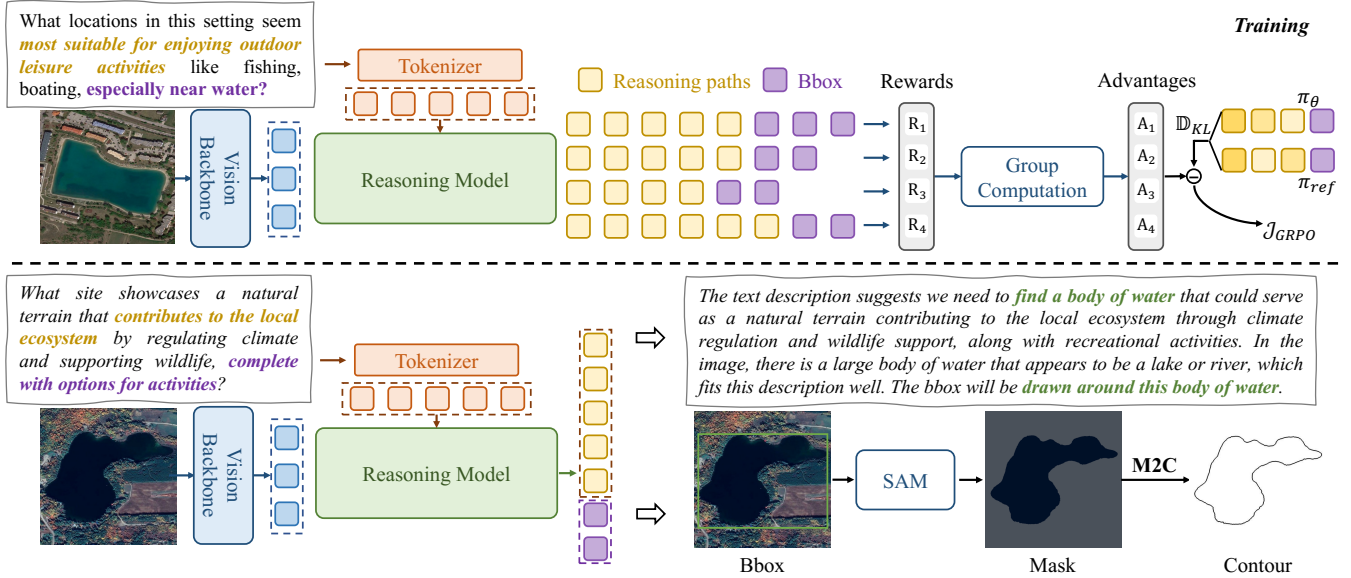 What locations in this setting seem
most suitable for enjoying outdoor
leisure activities like fishing,
boating, especially near water?
Training
Tokenizer
Vision
Backbone
Reasoning Model
Reasoning paths
Bbox
Rewards
Advantages
R1
R2
R3
R4
Group
Computation
A1
A2
A3
A4
𝔻KL
πθ
πref
𝒥GRPO
What site showcases a natural
terrain that contributes to the local
ecosystem by regulating climate
and supporting wildlife, complete
with options for activities?
Tokenizer
Vision
Backbone
Reasoning Model
The text description suggests we need to find a body of water that could serve
as a natural terrain contributing to the local ecosystem through climate
regulation and wildlife support, along with recreational activities. In the
image, there is a large body of water that appears to be a lake or river, which
fits this description well. The bbox will be drawn around this body of water.
SAM
M2C
Bbox
Mask
Contour